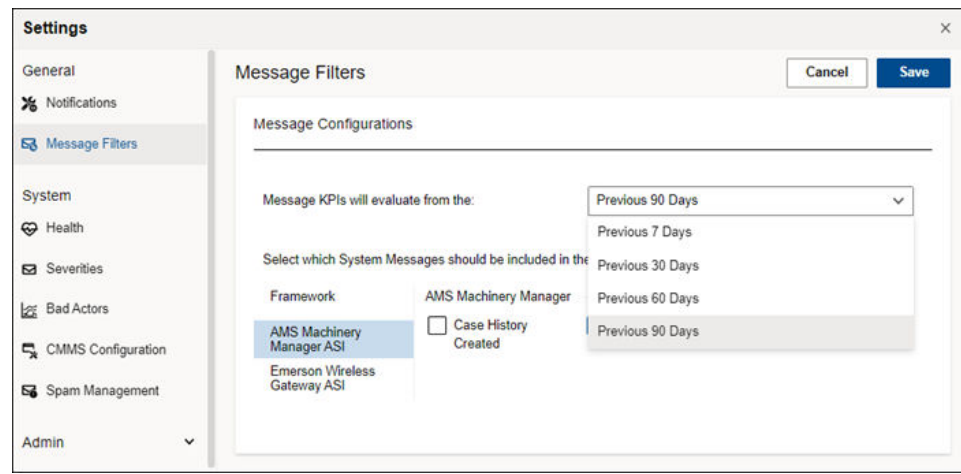 Settings
General
Notifications
Message Filters
System
Health
Severities
Bad Actors
CMMS Configuration
Spam Management
Admin
Message Filters
Cancel
Save
Message Configurations
Message KPIs will evaluate from the:
Previous 90 Days
Previous 7 Days
Previous 30 Days
Previous 60 Days
Previous 90 Days
Select which System Messages should be included in the
Framework
AMS Machinery
Manager ASI
Emerson Wireless
Gateway ASI
AMS Machinery Manager
Case History
Created